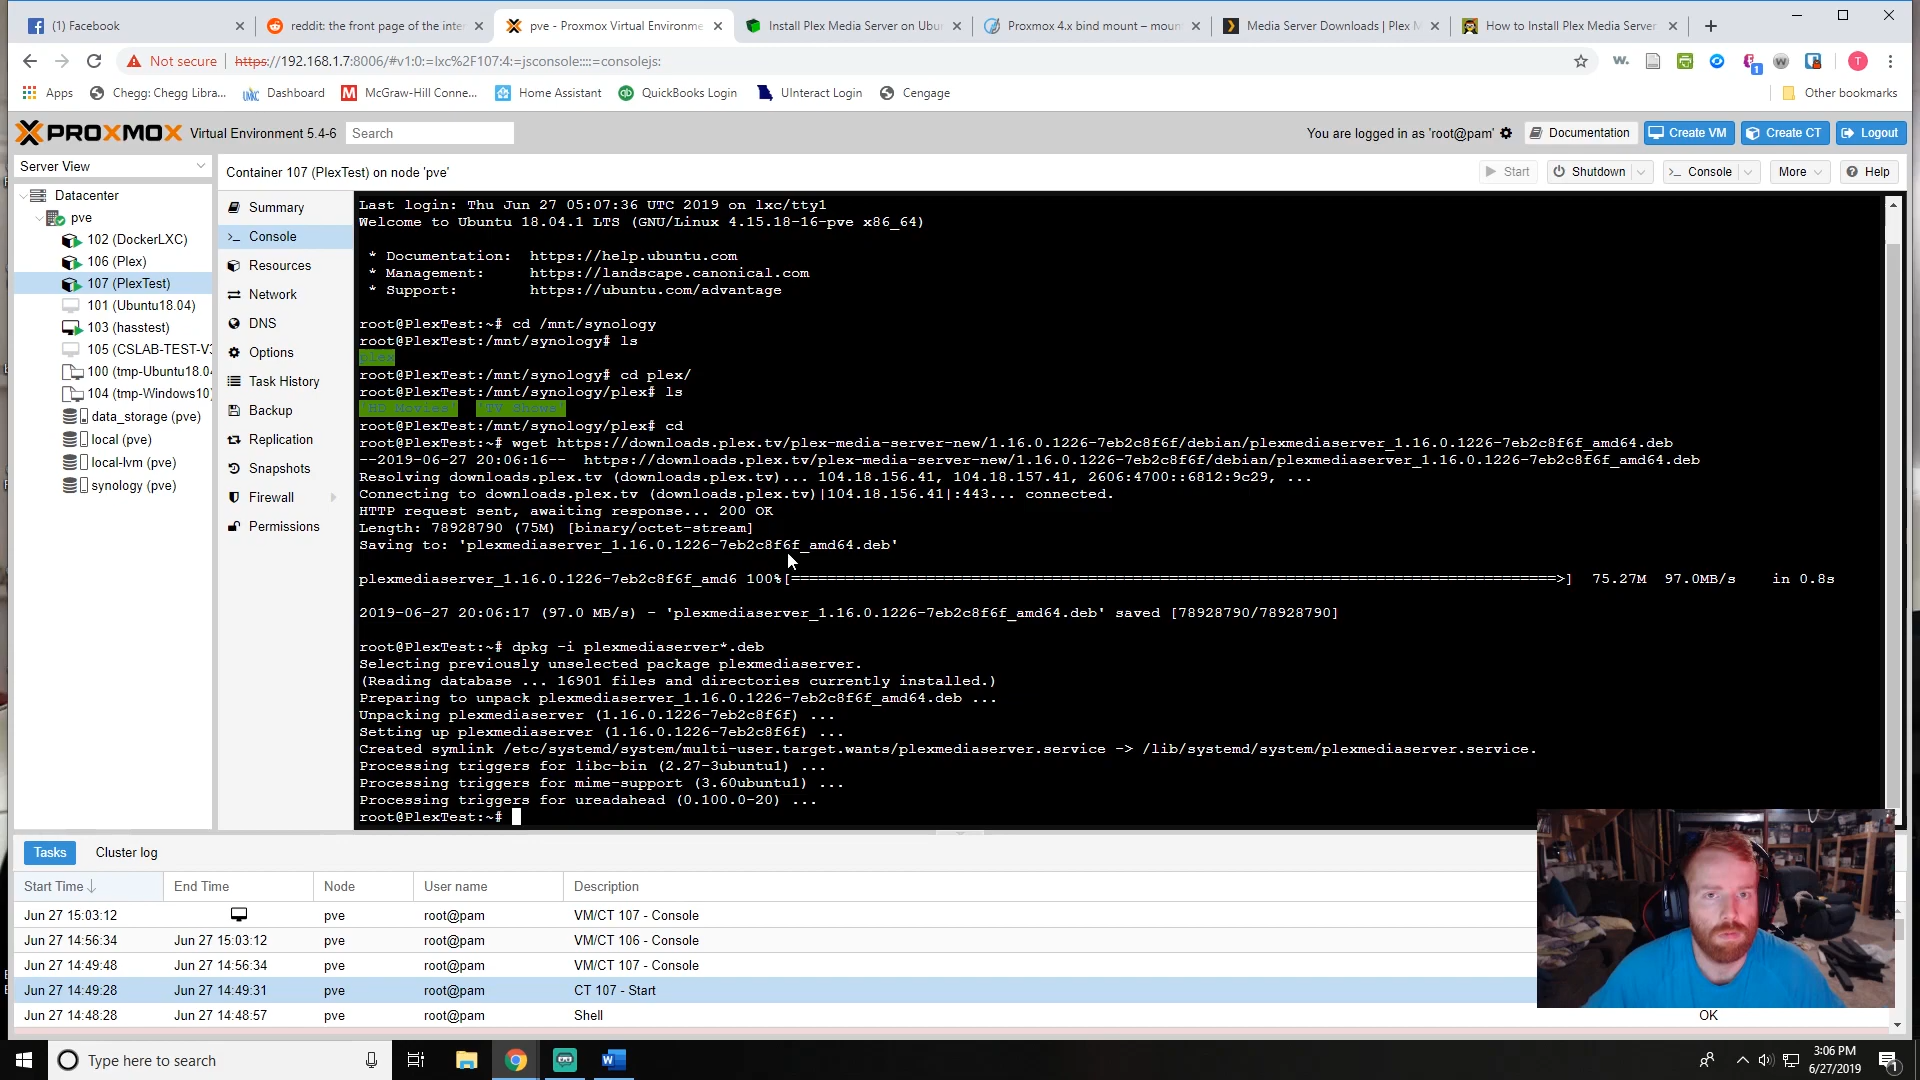 (1) Facebook
reddit: the front page of the inte
pve - Proxmox Virtual Environme
Install Plex Media Server on Ubu
Proxmox 4.x bind mount – moun
Media Server Downloads | Plex M
How to Install Plex Media Server
Not secure
https://192.168.1.7:8006/#v1:0:=lxc%2F107:4:=jsconsole::::=consolejs:
Apps
Chegg: Chegg Libra...
Dashboard
McGraw-Hill Conne...
Home Assistant
QuickBooks Login
UInteract Login
Cengage
Other bookmarks
PROXMOX
Virtual Environment 5.4-6
Search
You are logged in as 'root@pam'
Documentation
Create VM
Create CT
Logout
Server View
Container 107 (PlexTest) on node 'pve'
Start
Shutdown
Console
More
Help
Datacenter
pve
102 (DockerLXC)
106 (Plex)
107 (PlexTest)
101 (Ubuntu18.04)
103 (hasstest)
105 (CSLAB-TEST-V3
100 (tmp-Ubuntu18.04
104 (tmp-Windows10)
data_storage (pve)
local (pve)
local-lvm (pve)
synology (pve)
Summary
Console
Resources
Network
DNS
Options
Task History
Backup
Replication
Snapshots
Firewall
Permissions
Last login: Thu Jun 27 05:07:36 UTC 2019 on lxc/tty1
Welcome to Ubuntu 18.04.1 LTS (GNU/Linux 4.15.18-16-pve x86_64)
* Documentation:  https://help.ubuntu.com
* Management:     https://landscape.canonical.com
* Support:        https://ubuntu.com/advantage
root@PlexTest:~# cd /mnt/synology
root@PlexTest:/mnt/synology# ls
plex
root@PlexTest:/mnt/synology# cd plex/
root@PlexTest:/mnt/synology/plex# ls
'HD Movies'  'TV Shows'
root@PlexTest:/mnt/synology/plex# cd
root@PlexTest:~# wget https://downloads.plex.tv/plex-media-server-new/1.16.0.1226-7eb2c8f6f/debian/plexmediaserver_1.16.0.1226-7eb2c8f6f_amd64.deb
--2019-06-27 20:06:16--  https://downloads.plex.tv/plex-media-server-new/1.16.0.1226-7eb2c8f6f/debian/plexmediaserver_1.16.0.1226-7eb2c8f6f_amd64.deb
Resolving downloads.plex.tv (downloads.plex.tv)... 104.18.156.41, 104.18.157.41, 2606:4700::6812:9c29, ...
Connecting to downloads.plex.tv (downloads.plex.tv)|104.18.156.41|:443... connected.
HTTP request sent, awaiting response... 200 OK
Length: 78928790 (75M) [binary/octet-stream]
Saving to: 'plexmediaserver_1.16.0.1226-7eb2c8f6f_amd64.deb'
plexmediaserver_1.16.0.1226-7eb2c8f6f_amd6 100%[=====================================================================================>]  75.27M  97.0MB/s    in 0.8s
2019-06-27 20:06:17 (97.0 MB/s) - 'plexmediaserver_1.16.0.1226-7eb2c8f6f_amd64.deb' saved [78928790/78928790]
root@PlexTest:~# dpkg -i plexmediaserver*.deb
Selecting previously unselected package plexmediaserver.
(Reading database ... 16901 files and directories currently installed.)
Preparing to unpack plexmediaserver_1.16.0.1226-7eb2c8f6f_amd64.deb ...
Unpacking plexmediaserver (1.16.0.1226-7eb2c8f6f) ...
Setting up plexmediaserver (1.16.0.1226-7eb2c8f6f) ...
Created symlink /etc/systemd/system/multi-user.target.wants/plexmediaserver.service -> /lib/systemd/system/plexmediaserver.service.
Processing triggers for libc-bin (2.27-3ubuntu1) ...
Processing triggers for mime-support (3.60ubuntu1) ...
Processing triggers for ureadahead (0.100.0-20) ...
root@PlexTest:~#
Tasks
Cluster log
Start Time
End Time
Node
User name
Description
Jun 27 15:03:12 pve root@pam VM/CT 107 - Console
Jun 27 14:56:34 Jun 27 15:03:12 pve root@pam VM/CT 106 - Console
Jun 27 14:49:48 Jun 27 14:56:34 pve root@pam VM/CT 107 - Console
Jun 27 14:49:28 Jun 27 14:49:31 pve root@pam CT 107 - Start
Jun 27 14:48:28 Jun 27 14:48:57 pve root@pam Shell OK
Type here to search
3:06 PM
6/27/2019